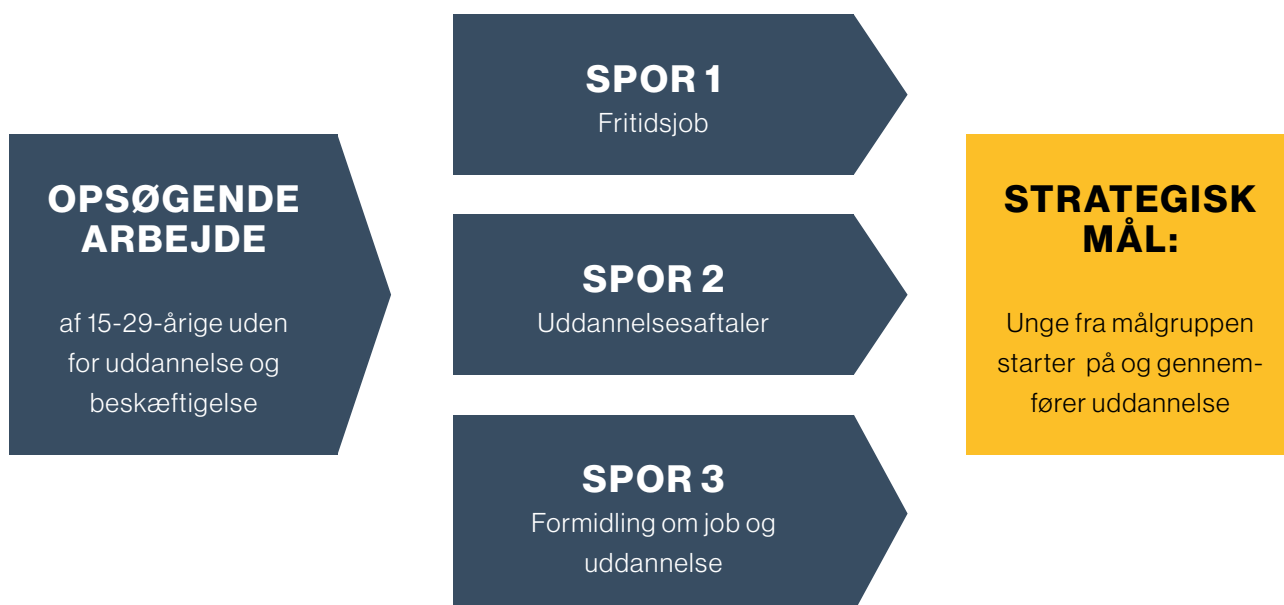 OPSØGENDE
ARBEJDE
af 15-29-årige uden
for uddannelse og
beskæftigelse
SPOR 1
Fritidsjob
SPOR 2
Uddannelsesaftaler
SPOR 3
Formidling om job og
uddannelse
STRATEGISK
MÅL:
Unge fra målgruppen
starter på og gennem-
fører uddannelse